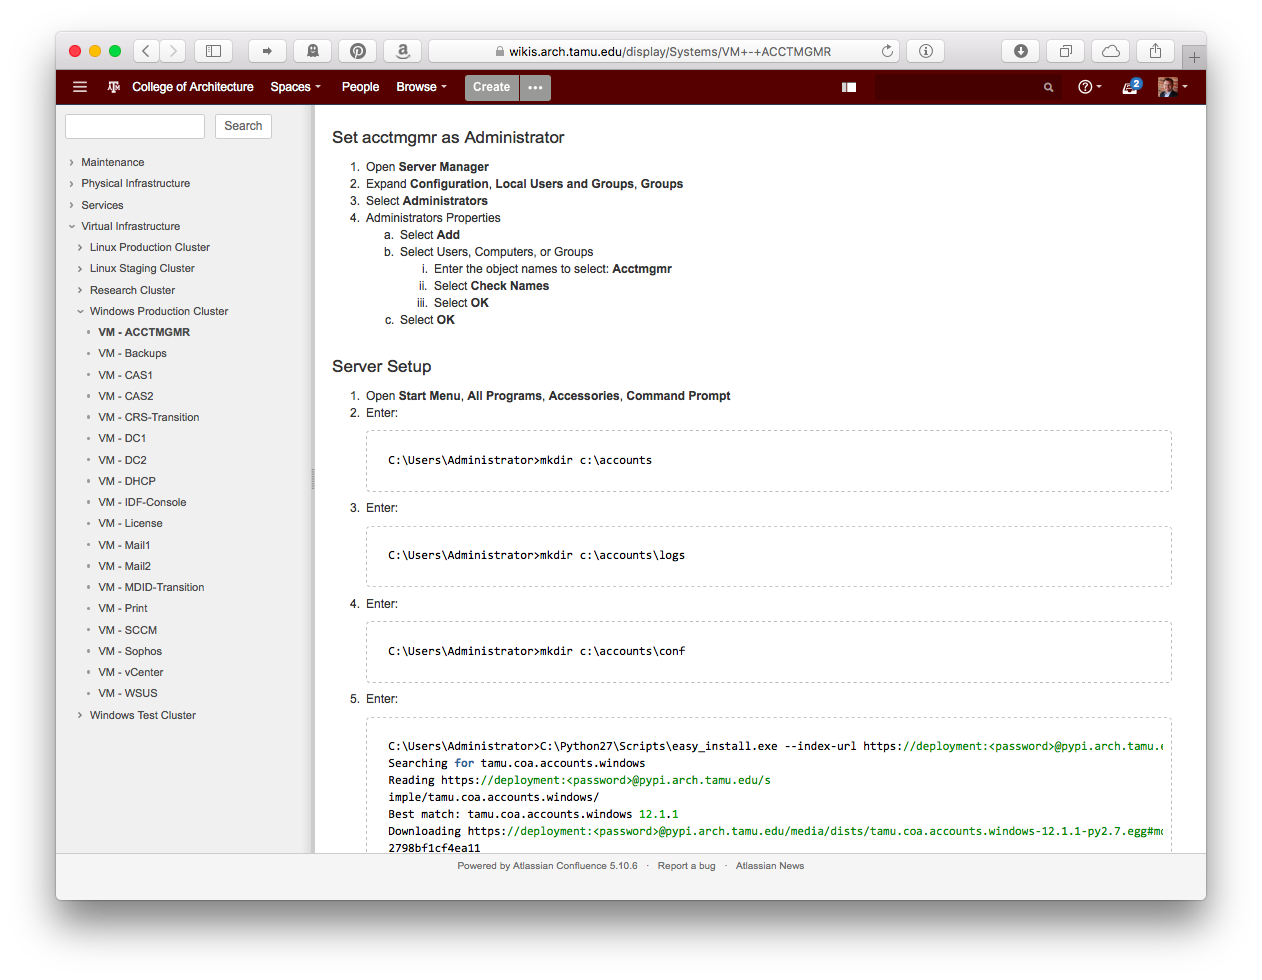 wikis.arch.tamu.edu/display/Systems/VM+-+ACCTMGMR
College of Architecture Spaces People Browse Create ••• 2
Search
Maintenance
Physical Infrastructure
Services
Virtual Infrastructure
Linux Production Cluster
Linux Staging Cluster
Research Cluster
Windows Production Cluster
VM - ACCTMGMR
VM - Backups
VM - CAS1
VM - CAS2
VM - CRS-Transition
VM - DC1
VM - DC2
VM - DHCP
VM - IDF-Console
VM - License
VM - Mail1
VM - Mail2
VM - MDID-Transition
VM - Print
VM - SCCM
VM - Sophos
VM - vCenter
VM - WSUS
Windows Test Cluster
Set acctmgmr as Administrator
1. Open Server Manager
2. Expand Configuration, Local Users and Groups, Groups
3. Select Administrators
4. Administrators Properties
a. Select Add
b. Select Users, Computers, or Groups
i. Enter the object names to select: Acctmgmr
ii. Select Check Names
iii. Select OK
c. Select OK
Server Setup
1. Open Start Menu, All Programs, Accessories, Command Prompt
2. Enter:
C:\Users\Administrator>mkdir c:\accounts
3. Enter:
C:\Users\Administrator>mkdir c:\accounts\logs
4. Enter:
C:\Users\Administrator>mkdir c:\accounts\conf
5. Enter:
C:\Users\Administrator>C:\Python27\Scripts\easy_install.exe --index-url https://deployment:<password>@pypi.arch.tamu.e
Searching for tamu.coa.accounts.windows
Reading https://deployment:<password>@pypi.arch.tamu.edu/s
imple/tamu.coa.accounts.windows/
Best match: tamu.coa.accounts.windows 12.1.1
Downloading https://deployment:<password>@pypi.arch.tamu.edu/media/dists/tamu.coa.accounts.windows-12.1.1-py2.7.egg#md
2798bf1cf4ea11
Powered by Atlassian Confluence 5.10.6 · Report a bug · Atlassian News